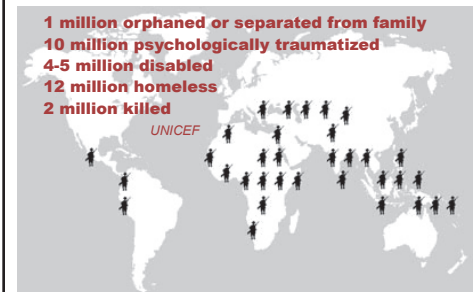 1 million orphaned or separated from family
10 million psychologically traumatized
4-5 million disabled
12 million homeless
2 million killed
UNICEF